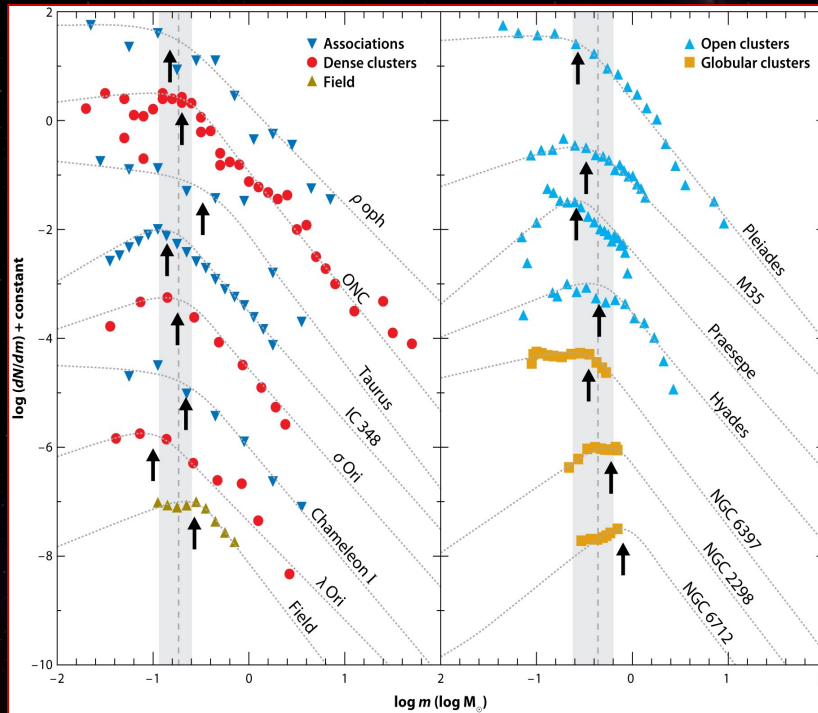 Associations
Dense clusters
Field
Open clusters
Globular clusters
log (dN/dm) + constant
2
0
−2
−4
−6
−8
−10
ρ oph
ONC
Taurus
IC 348
σ Ori
Chameleon I
λ Ori
Field
Pleiades
M35
Praesepe
Hyades
NGC 6397
NGC 2298
NGC 6712
−2
−1
0
1
2
−1
0
1
2
log m (log M☉)